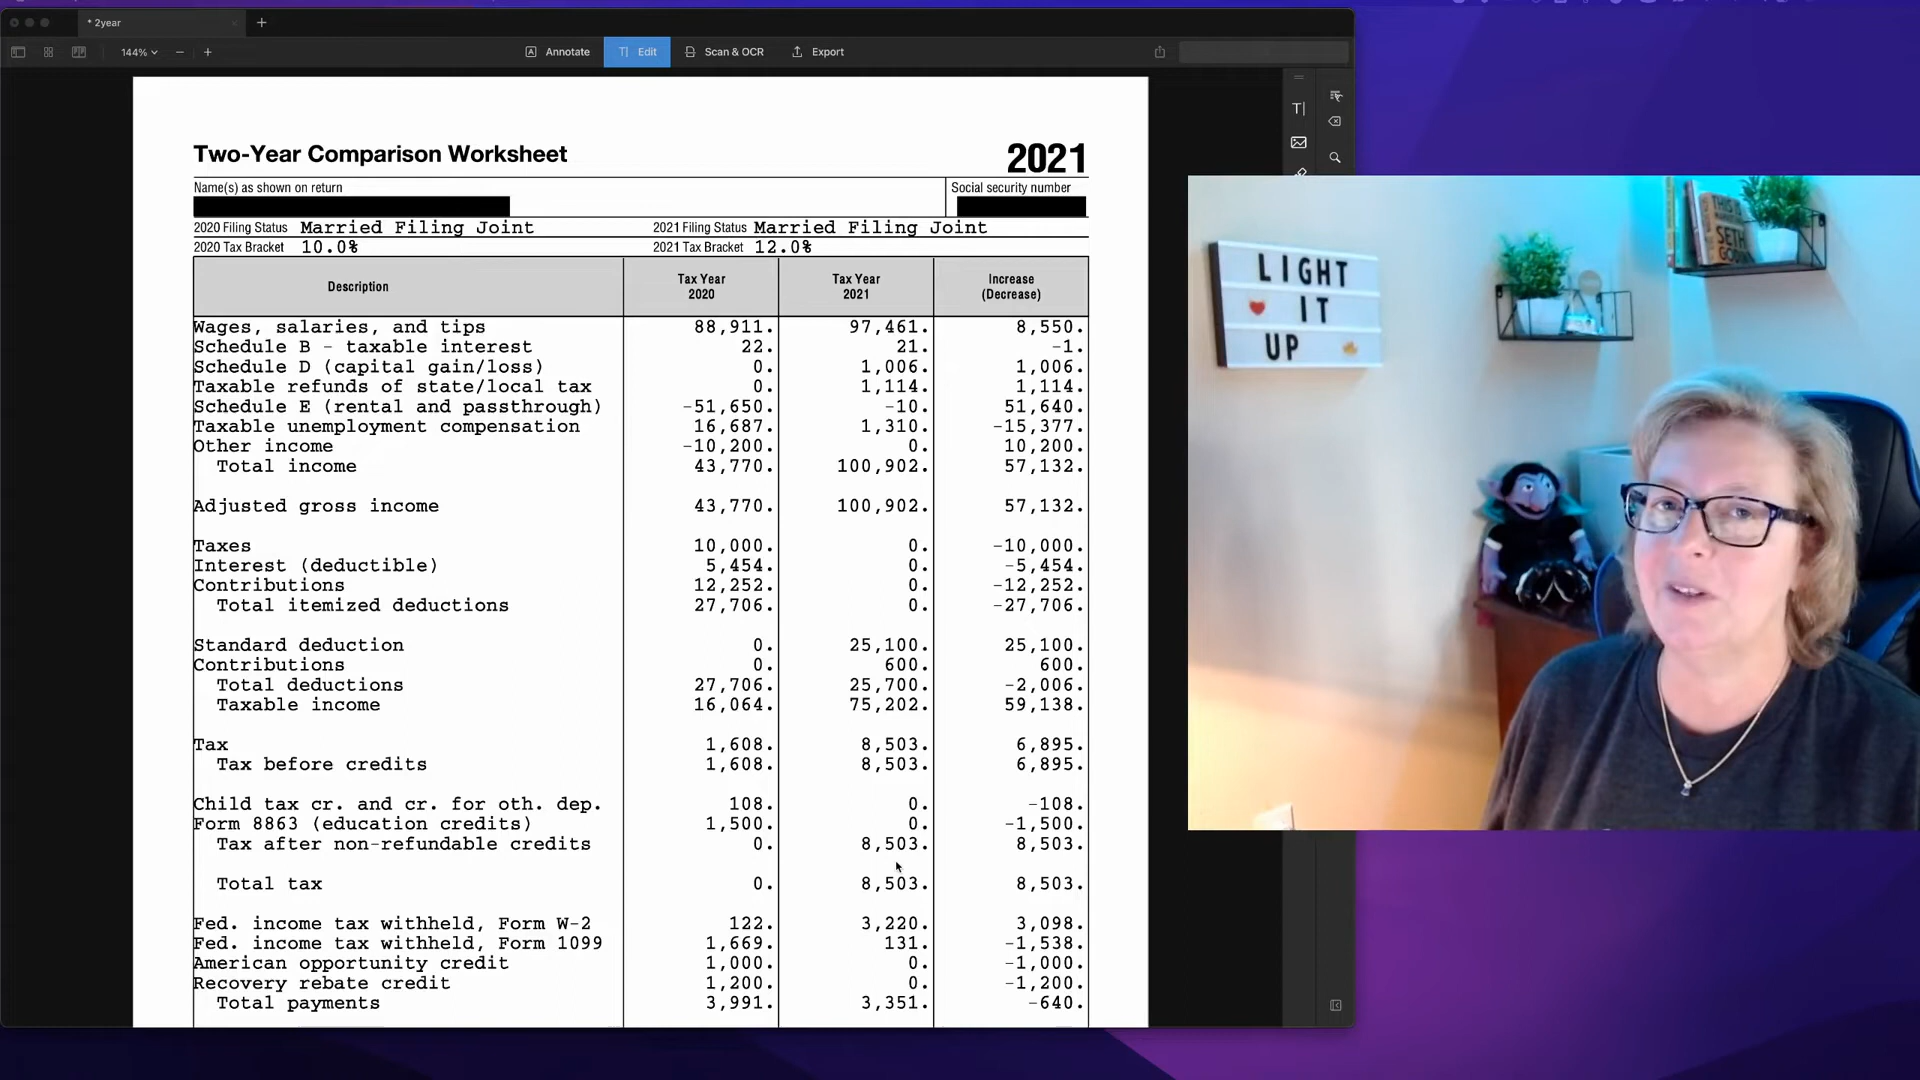 * 2year
144%
Annotate
Edit
Scan & OCR
Export
Two-Year Comparison Worksheet 2021
Name(s) as shown on return Social security number
2020 Filing Status Married Filing Joint 2021 Filing Status Married Filing Joint
2020 Tax Bracket 10.0% 2021 Tax Bracket 12.0%
Description Tax Year 2020 Tax Year 2021 Increase (Decrease)
Wages, salaries, and tips 88,911. 97,461. 8,550.
Schedule B - taxable interest 22. 21. -1.
Schedule D (capital gain/loss) 0. 1,006. 1,006.
Taxable refunds of state/local tax 0. 1,114. 1,114.
Schedule E (rental and passthrough) -51,650. -10. 51,640.
Taxable unemployment compensation 16,687. 1,310. -15,377.
Other income -10,200. 0. 10,200.
Total income 43,770. 100,902. 57,132.
Adjusted gross income 43,770. 100,902. 57,132.
Taxes 10,000. 0. -10,000.
Interest (deductible) 5,454. 0. -5,454.
Contributions 12,252. 0. -12,252.
Total itemized deductions 27,706. 0. -27,706.
Standard deduction 0. 25,100. 25,100.
Contributions 0. 600. 600.
Total deductions 27,706. 25,700. -2,006.
Taxable income 16,064. 75,202. 59,138.
Tax 1,608. 8,503. 6,895.
Tax before credits 1,608. 8,503. 6,895.
Child tax cr. and cr. for oth. dep. 108. 0. -108.
Form 8863 (education credits) 1,500. 0. -1,500.
Tax after non-refundable credits 0. 8,503. 8,503.
Total tax 0. 8,503. 8,503.
Fed. income tax withheld, Form W-2 122. 3,220. 3,098.
Fed. income tax withheld, Form 1099 1,669. 131. -1,538.
American opportunity credit 1,000. 0. -1,000.
Recovery rebate credit 1,200. 0. -1,200.
Total payments 3,991. 3,351. -640.
LIGHT
IT
UP
THIS IS
SETH
GODIN